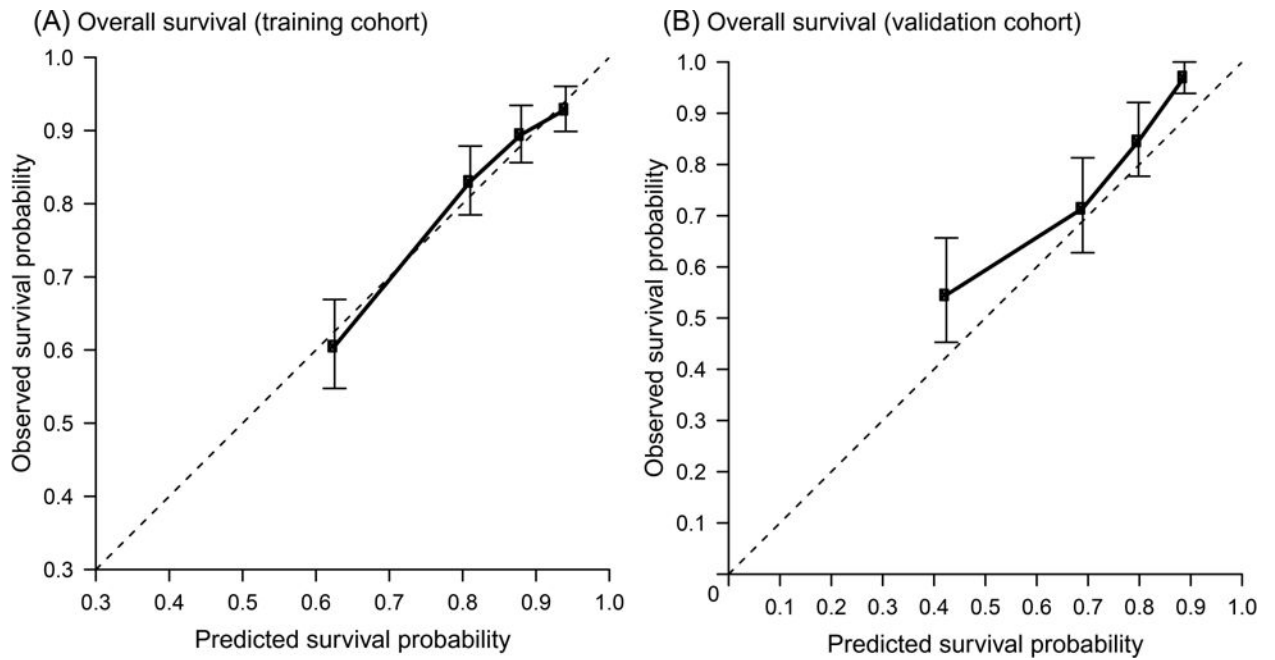 (A) Overall survival (training cohort)
Observed survival probability
1.0
0.9
0.8
0.7
0.6
0.5
0.4
0.3
0.3 0.4 0.5 0.6 0.7 0.8 0.9 1.0
Predicted survival probability
(B) Overall survival (validation cohort)
Observed survival probability
1.0
0.9
0.8
0.7
0.6
0.5
0.4
0.3
0.2
0.1
0 0.1 0.2 0.3 0.4 0.5 0.6 0.7 0.8 0.9 1.0
Predicted survival probability